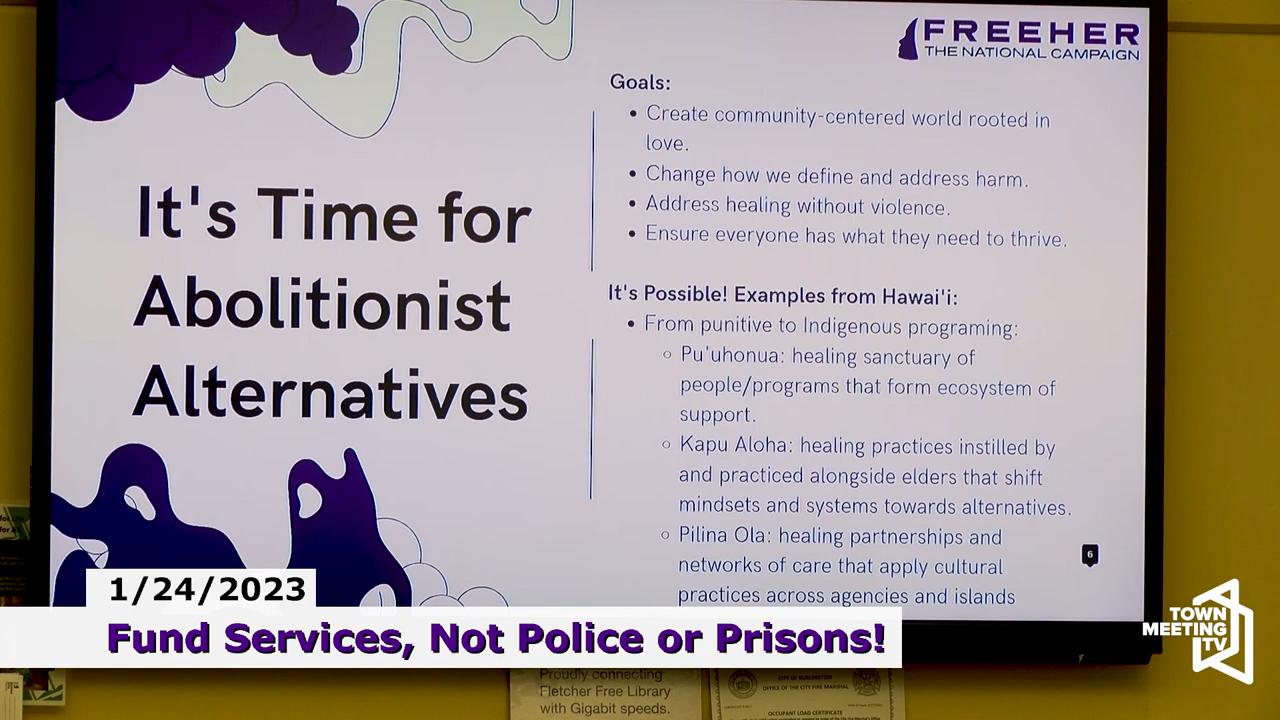 FREEHER
THE NATIONAL CAMPAIGN
It's Time for
Abolitionist
Alternatives
Goals:
• Create community-centered world rooted in
love.
• Change how we define and address harm.
• Address healing without violence.
• Ensure everyone has what they need to thrive.
It's Possible! Examples from Hawai'i:
• From punitive to Indigenous programing:
○ Pu'uhonua: healing sanctuary of
people/programs that form ecosystem of
support.
○ Kapu Aloha: healing practices instilled by
and practiced alongside elders that shift
mindsets and systems towards alternatives.
○ Pilina Ola: healing partnerships and
networks of care that apply cultural
practices across agencies and islands
6
1/24/2023
Fund Services, Not Police or Prisons!
TOWN
MEETING
TV
Proudly connecting
Fletcher Free Library
with Gigabit speeds.
CITY OF BURLINGTON
OFFICE OF THE CITY FIRE MARSHAL
OCCUPANT LOAD CERTIFICATE